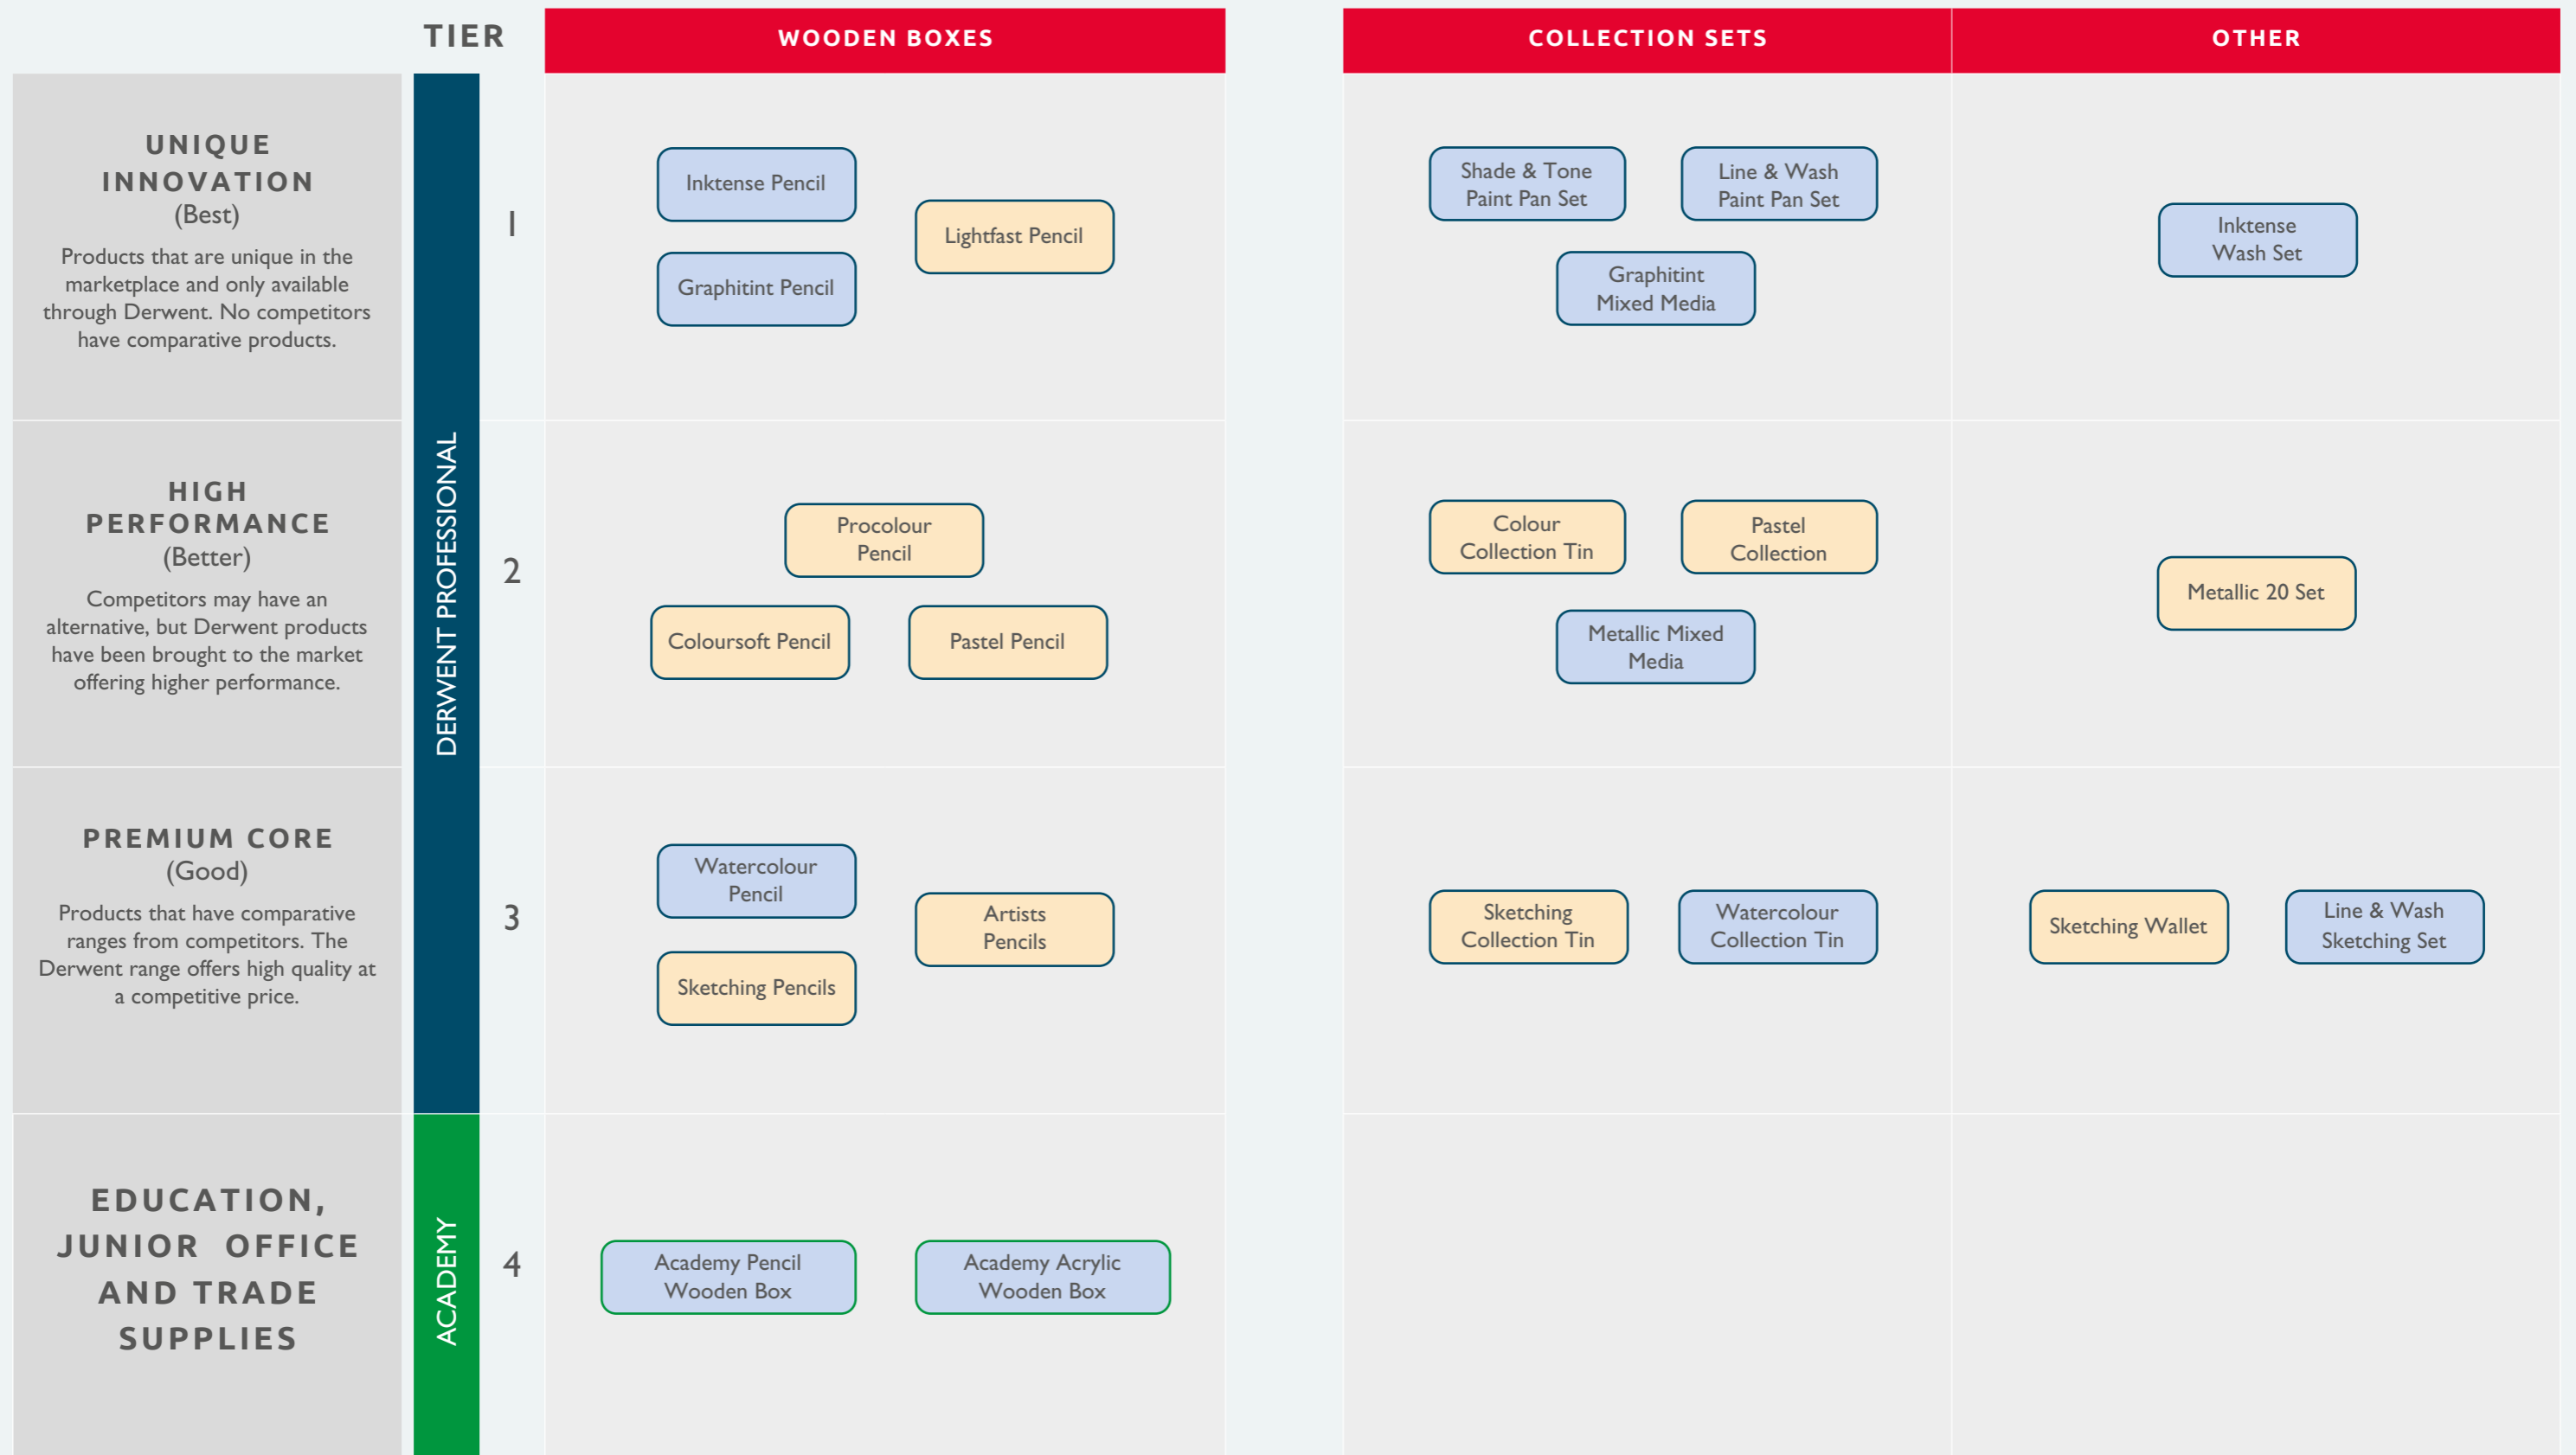 TIER
WOODEN BOXES
COLLECTION SETS
OTHER
UNIQUE
INNOVATION
(Best)
Products that are unique in the
marketplace and only available
through Derwent. No competitors
have comparative products.
DERWENT PROFESSIONAL
1
Inktense Pencil
Graphitint Pencil
Lightfast Pencil
Shade & Tone
Paint Pan Set
Line & Wash
Paint Pan Set
Graphitint
Mixed Media
Inktense
Wash Set
HIGH
PERFORMANCE
(Better)
Competitors may have an
alternative, but Derwent products
have been brought to the market
offering higher performance.
2
Procolour
Pencil
Coloursoft Pencil
Pastel Pencil
Colour
Collection Tin
Pastel
Collection
Metallic Mixed
Media
Metallic 20 Set
PREMIUM CORE
(Good)
Products that have comparative
ranges from competitors. The
Derwent range offers high quality at
a competitive price.
3
Watercolour
Pencil
Sketching Pencils
Artists
Pencils
Sketching
Collection Tin
Watercolour
Collection Tin
Sketching Wallet
Line & Wash
Sketching Set
EDUCATION,
JUNIOR OFFICE
AND TRADE
SUPPLIES
ACADEMY
4
Academy Pencil
Wooden Box
Academy Acrylic
Wooden Box